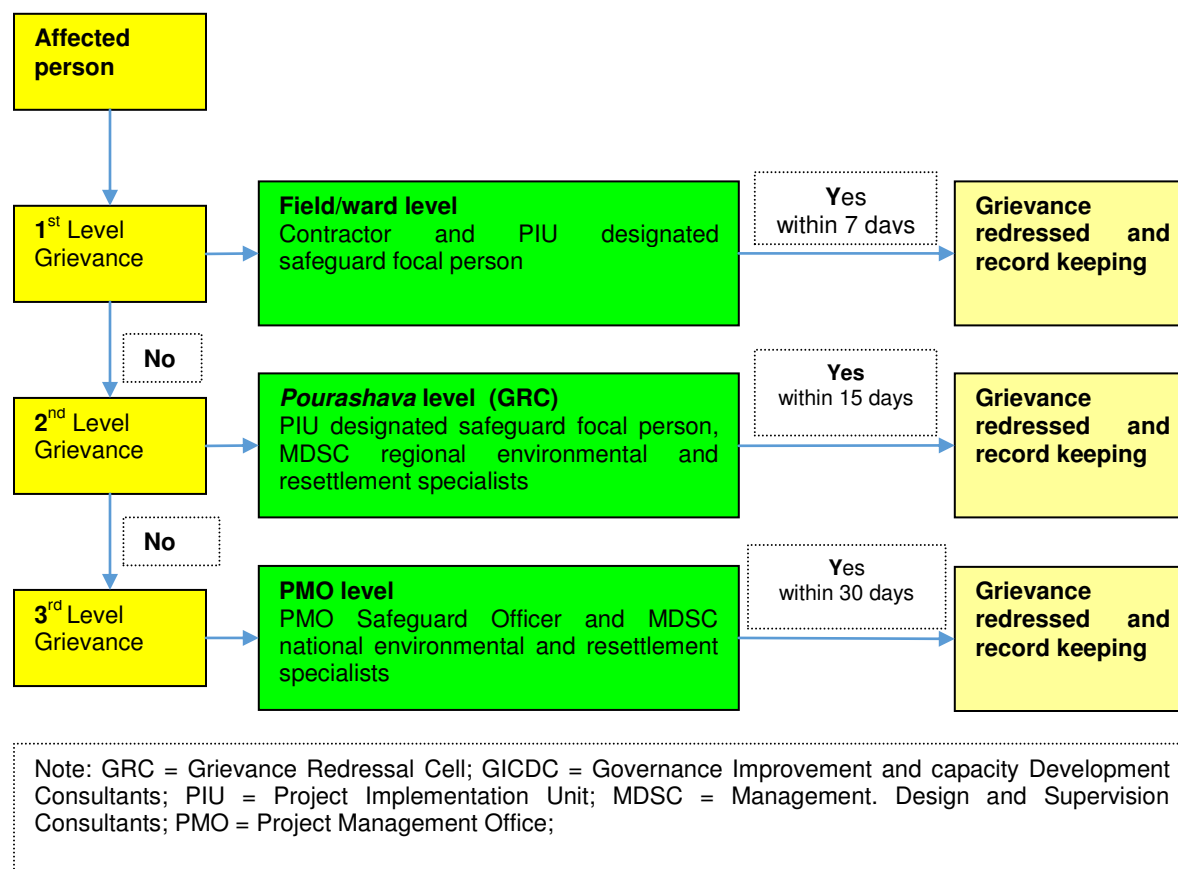 Affected
person
1st Level
Grievance
Field/ward level
Contractor and PIU designated
safeguard focal person
Yes
within 7 days
Grievance
redressed and
record keeping
No
2nd Level
Grievance
Pourashava level (GRC)
PIU designated safeguard focal person,
MDSC regional environmental and
resettlement specialists
Yes
within 15 days
Grievance
redressed and
record keeping
No
3rd Level
Grievance
PMO level
PMO Safeguard Officer and MDSC
national environmental and resettlement
specialists
Yes
within 30 days
Grievance
redressed and
record keeping
Note: GRC = Grievance Redressal Cell; GICDC = Governance Improvement and capacity Development
Consultants; PIU = Project Implementation Unit; MDSC = Management. Design and Supervision
Consultants; PMO = Project Management Office;